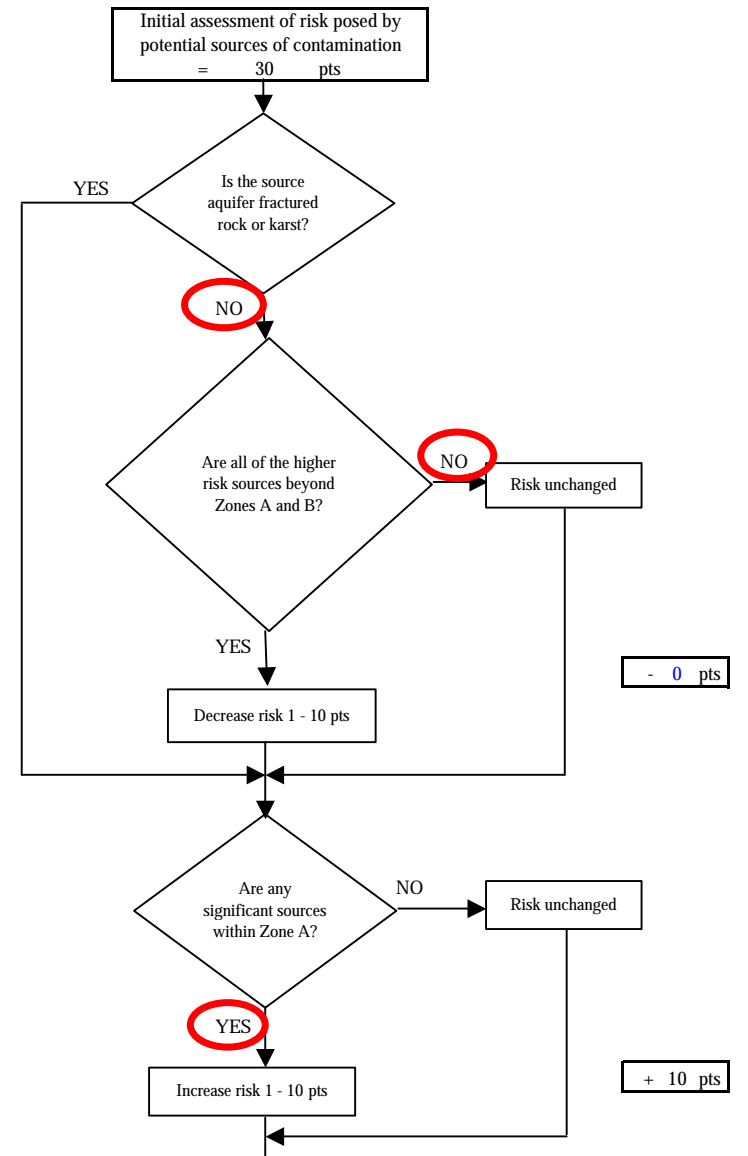 Initial assessment of risk posed by
potential sources of contamination
= 30 pts
YES
Is the source
aquifer fractured
rock or karst?
NO
Are all of the higher
risk sources beyond
Zones A and B?
NO
Risk unchanged
YES
- 0 pts
Decrease risk 1 - 10 pts
Are any
significant sources
within Zone A?
NO
Risk unchanged
YES
+ 10 pts
Increase risk 1 - 10 pts